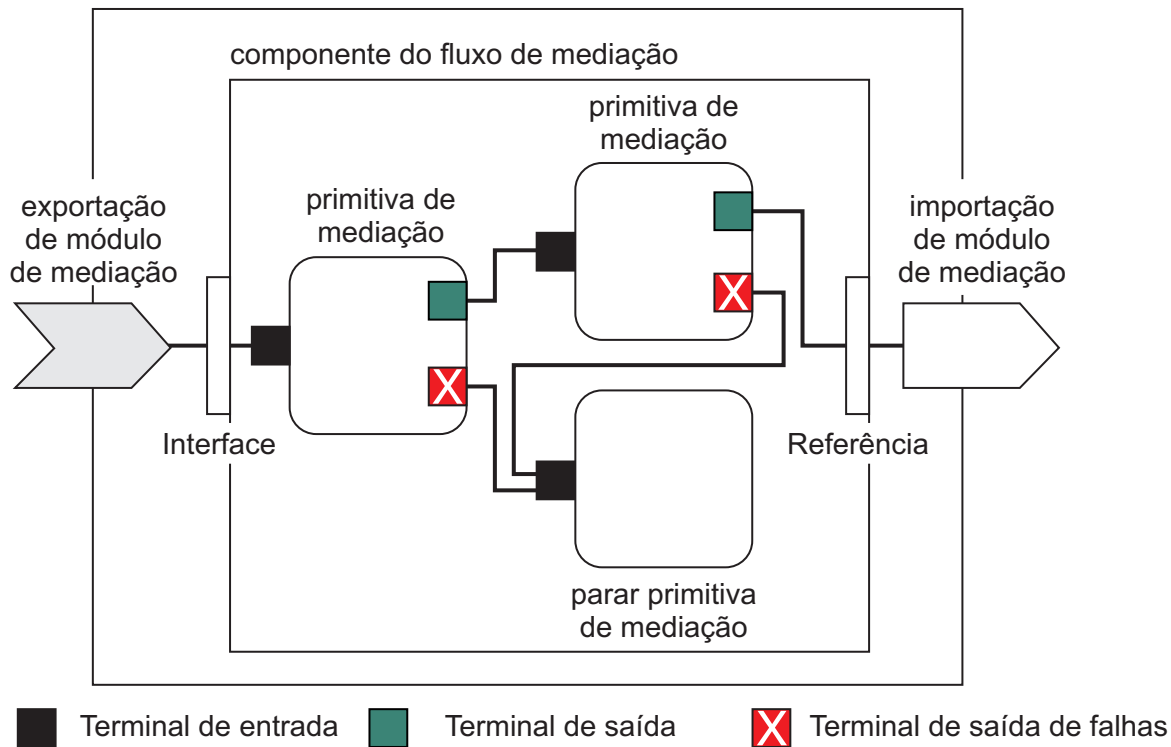 componente do fluxo de mediação
primitiva de
mediação
primitiva de
mediação
exportação
de módulo
de mediação
importação
de módulo
de mediação
X
X
Interface
Referência
parar primitiva
de mediação
Terminal de entrada
Terminal de saída
X
Terminal de saída de falhas